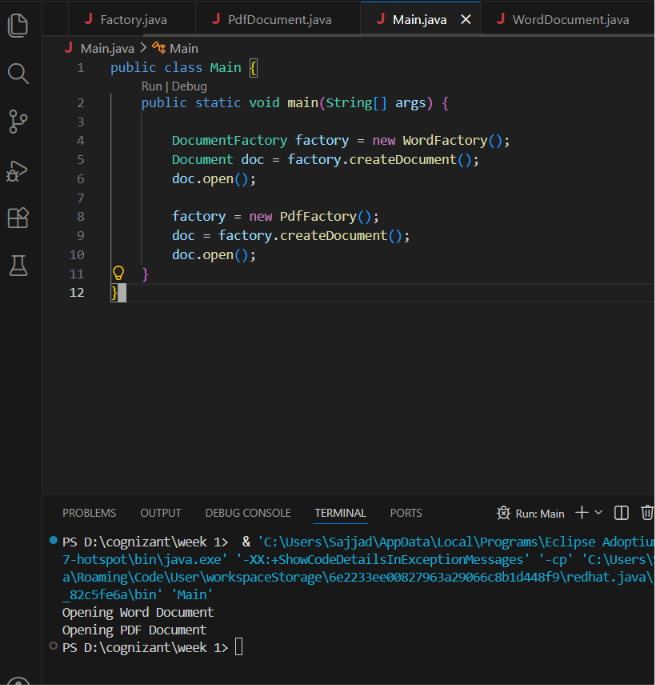 J Factory.java J PdfDocument.java J Main.java J WordDocument.java
J Main.java > Main
1 public class Main {
Run | Debug
2 public static void main(String[] args) {
3
4 DocumentFactory factory = new WordFactory();
5 Document doc = factory.createDocument();
6 doc.open();
7
8 factory = new PdfFactory();
9 doc = factory.createDocument();
10 doc.open();
11 }
12 }
PROBLEMS OUTPUT DEBUG CONSOLE TERMINAL PORTS Run: Main
PS D:\cognizant\week 1> & 'C:\Users\Sajjad\AppData\Local\Programs\Eclipse Adoptiu
7-hotspot\bin\java.exe' '-XX:+ShowCodeDetailsInExceptionMessages' '-cp' 'C:\Users\S
a\Roaming\Code\User\workspaceStorage\6e2233ee00827963a29066c8b1d448f9\redhat.java\
_82c5fe6a\bin' 'Main'
Opening Word Document
Opening PDF Document
PS D:\cognizant\week 1>